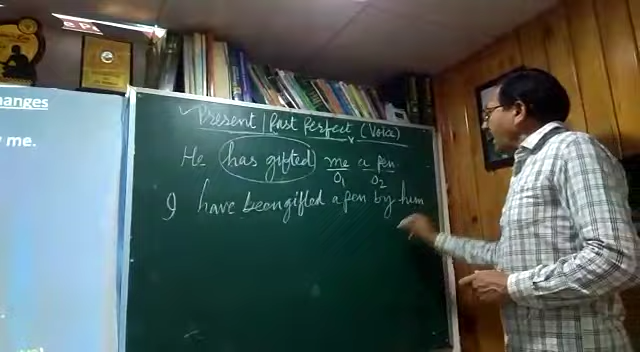 hanges
me.
Present / Past Perfect (Voice)
He has gifted me a pen
O1 O2
I have been gifted a pen by him